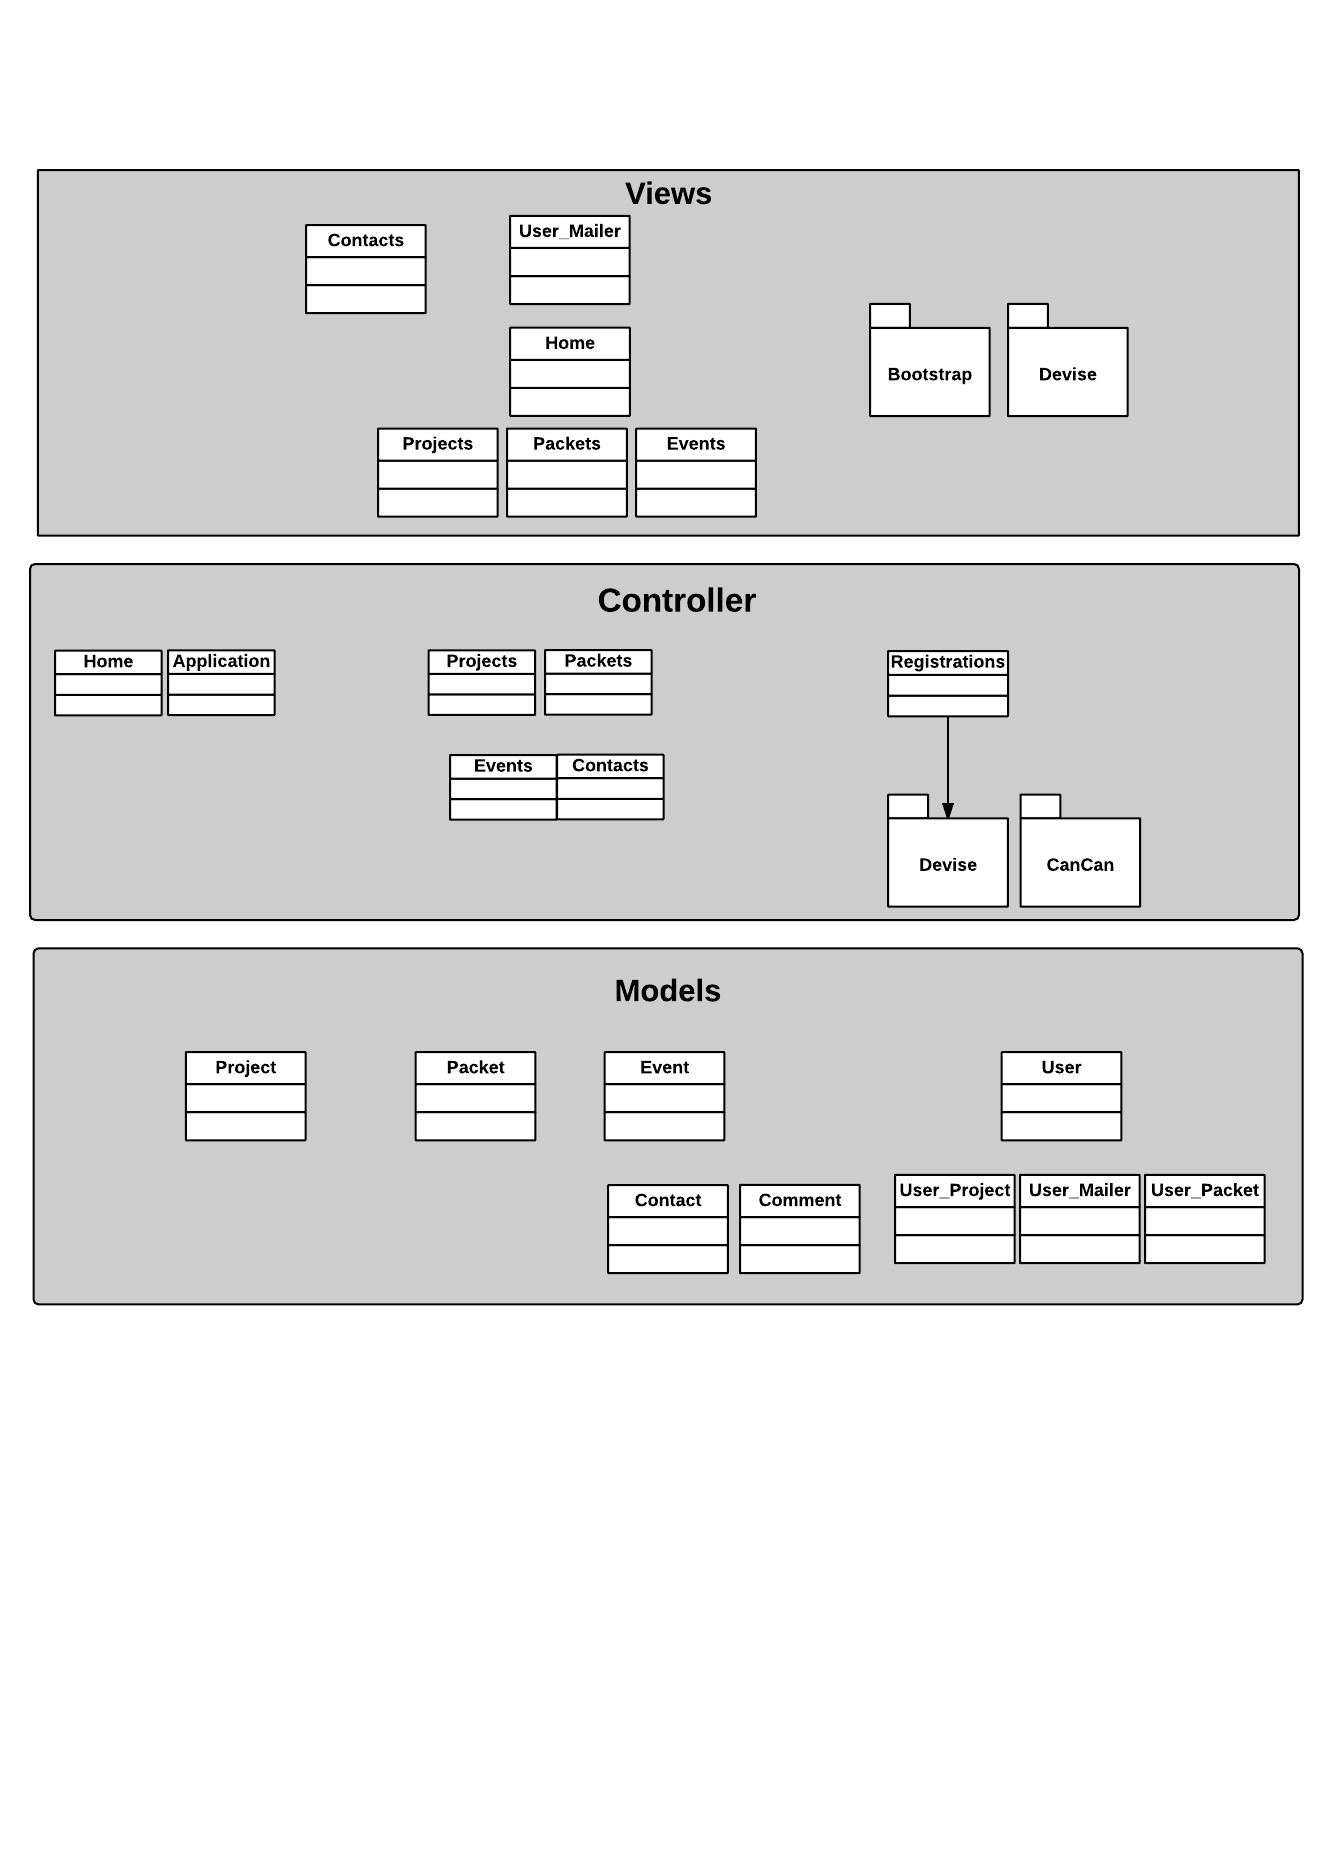 Views
Contacts
User_Mailer
Home
Bootstrap
Devise
Projects
Packets
Events
Controller
Home
Application
Projects
Packets
Registrations
Events
Contacts
Devise
CanCan
Models
Project
Packet
Event
User
Contact
Comment
User_Project
User_Mailer
User_Packet